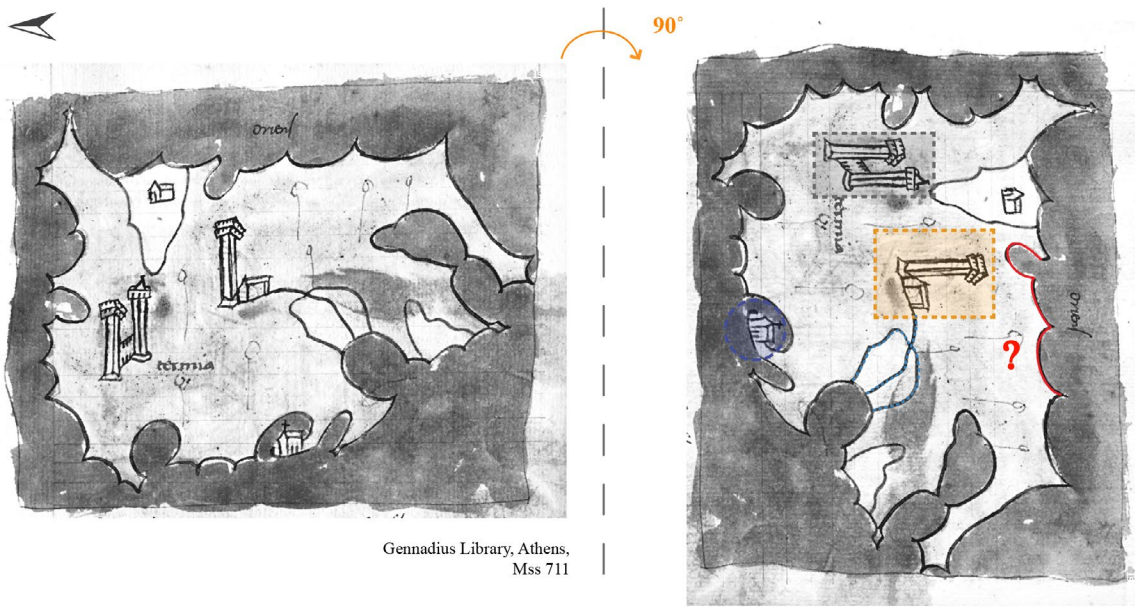 90°
orienſ
termia
termia
orienſ
?
Gennadius Library, Athens,
Mss 711